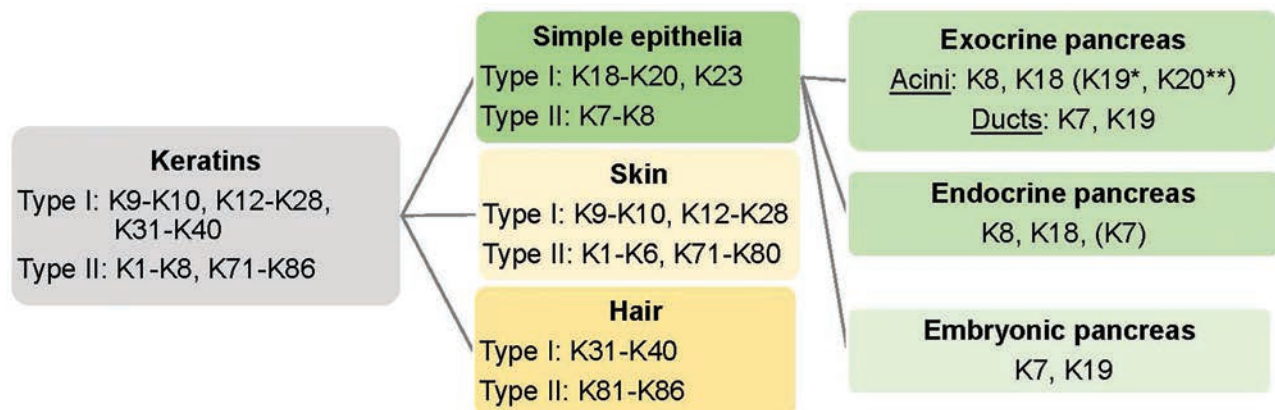 Keratins
Type I: K9-K10, K12-K28,
K31-K40
Type II: K1-K8, K71-K86
Simple epithelia
Type I: K18-K20, K23
Type II: K7-K8
Skin
Type I: K9-K10, K12-K28
Type II: K1-K6, K71-K80
Hair
Type I: K31-K40
Type II: K81-K86
Exocrine pancreas
Acini: K8, K18 (K19*, K20**)
Ducts: K7, K19
Endocrine pancreas
K8, K18, (K7)
Embryonic pancreas
K7, K19